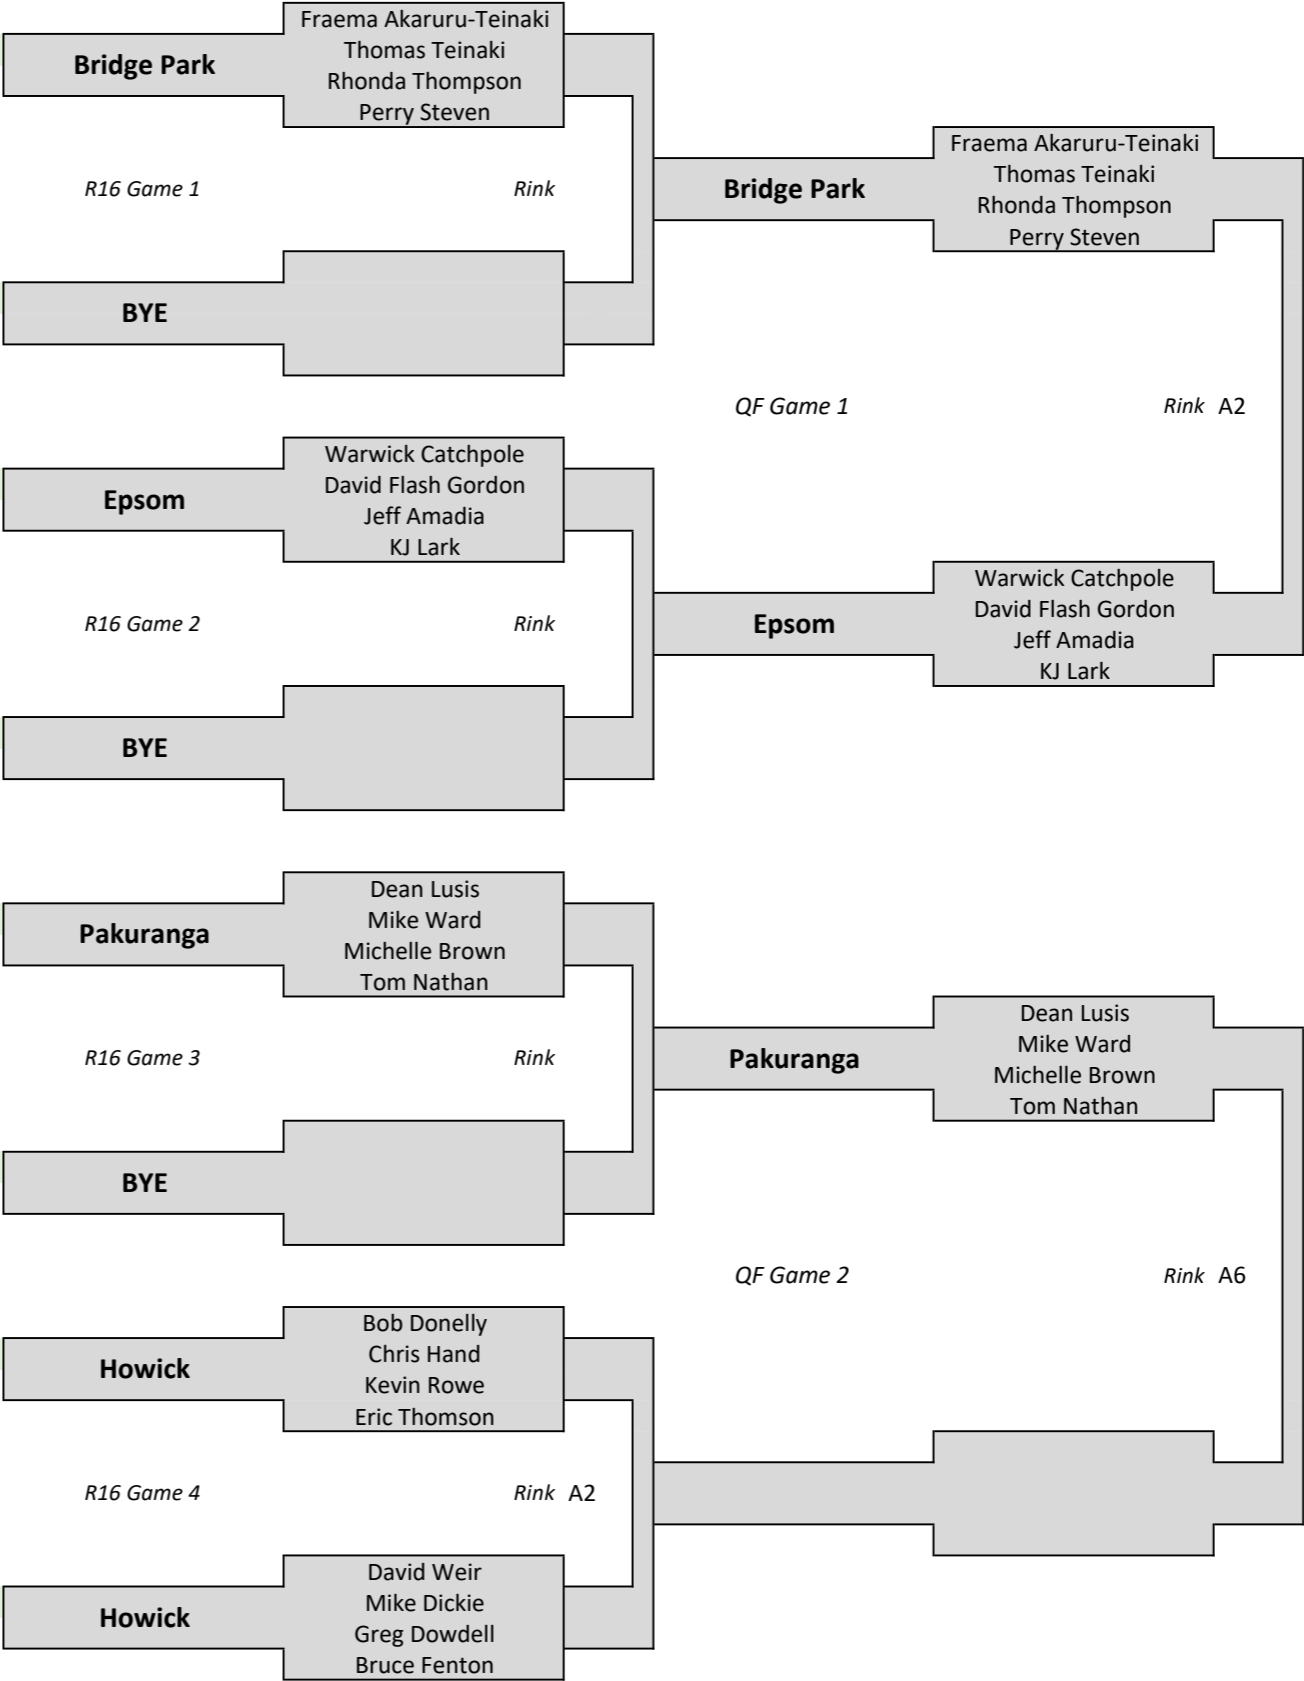 Fraema Akaruru-Teinaki
Bridge Park
Thomas Teinaki
Rhonda Thompson
Perry Steven
R16 Game 1
Rink
BYE
Fraema Akaruru-Teinaki
Bridge Park
Thomas Teinaki
Rhonda Thompson
Perry Steven
QF Game 1
Rink A2
Warwick Catchpole
Epsom
David Flash Gordon
Jeff Amadia
KJ Lark
R16 Game 2
Rink
BYE
Warwick Catchpole
David Flash Gordon
Epsom
Jeff Amadia
KJ Lark
Dean Lusis
Pakuranga
Mike Ward
Michelle Brown
Tom Nathan
R16 Game 3
Rink
BYE
Dean Lusis
Mike Ward
Pakuranga
Michelle Brown
Tom Nathan
QF Game 2
Rink A6
Bob Donelly
Howick
Chris Hand
Kevin Rowe
Eric Thomson
R16 Game 4
Rink A2
David Weir
Howick
Mike Dickie
Greg Dowdell
Bruce Fenton